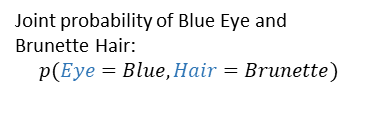 Joint probability of Blue Eye and
Brunette Hair:
p(Eye = Blue, Hair = Brunette)